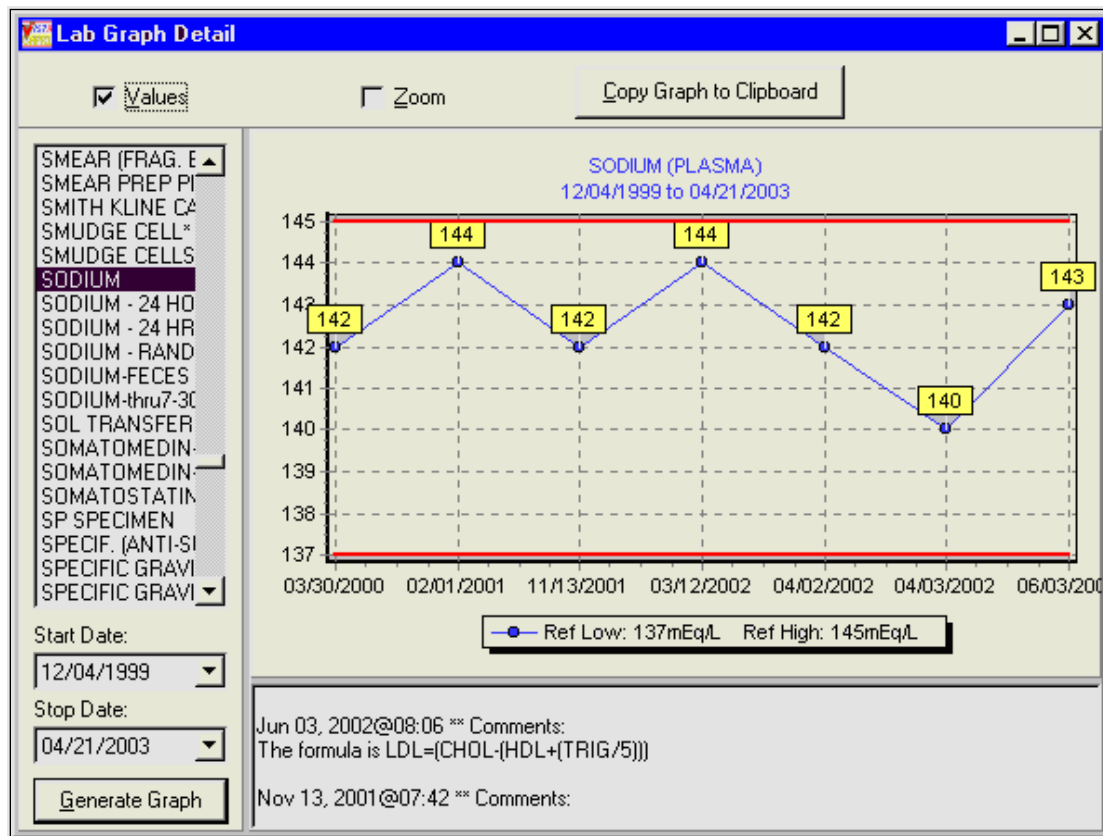 Lab Graph Detail
Values
Zoom
Copy Graph to Clipboard
SMEAR (FRAG. E
SMEAR PREP PI
SMITH KLINE CA
SMUDGE CELL*
SMUDGE CELLS
SODIUM
SODIUM - 24 HO
SODIUM - 24 HR
SODIUM - RAND
SODIUM-FECES
SODIUM-thru7-30
SOL TRANSFER
SOMATOMEDIN-
SOMATOMEDIN-
SOMATOSTATIN
SP SPECIMEN
SPECIF. (ANTI-SI
SPECIFIC GRAVI
SPECIFIC GRAVI
Start Date:
12/04/1999
Stop Date:
04/21/2003
Generate Graph
SODIUM (PLASMA)
12/04/1999 to 04/21/2003
145
144
143
142
141
140
139
138
137
142
144
142
144
142
140
143
03/30/2000 02/01/2001 11/13/2001 03/12/2002 04/02/2002 04/03/2002 06/03/200
Ref Low: 137mEq/L Ref High: 145mEq/L
Jun 03, 2002@08:06 ** Comments:
The formula is LDL=(CHOL-(HDL+(TRIG/5)))
Nov 13, 2001@07:42 ** Comments: